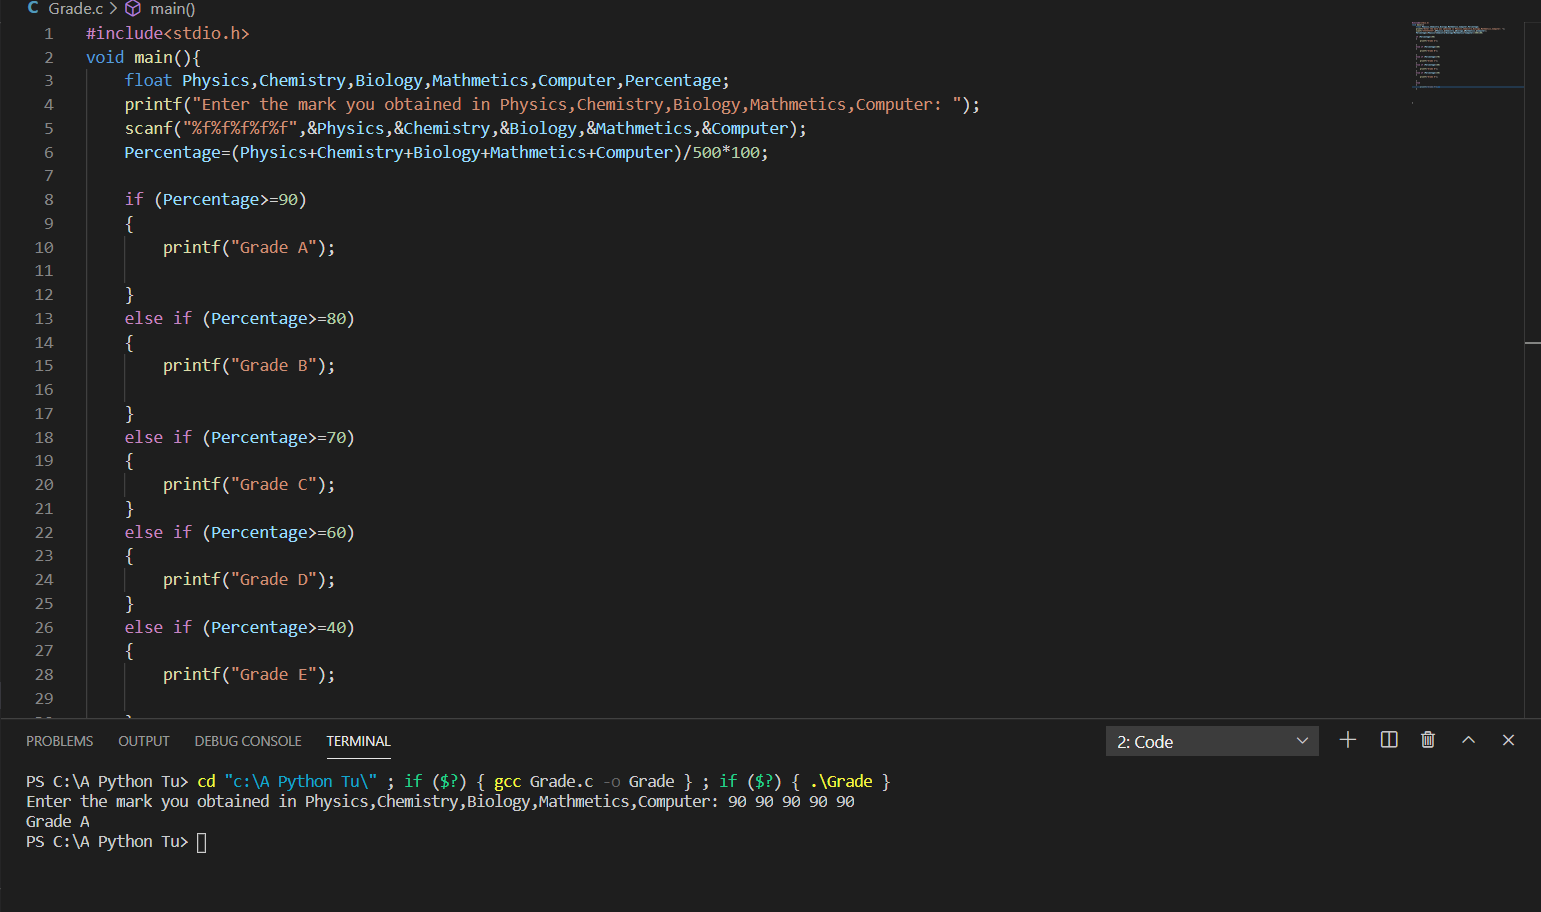 C Grade.c > main()
1 #include<stdio.h>
2 void main(){
3 float Physics,Chemistry,Biology,Mathmetics,Computer,Percentage;
4 printf("Enter the mark you obtained in Physics,Chemistry,Biology,Mathmetics,Computer: ");
5 scanf("%f%f%f%f%f",&Physics,&Chemistry,&Biology,&Mathmetics,&Computer);
6 Percentage=(Physics+Chemistry+Biology+Mathmetics+Computer)/500*100;
7
8 if (Percentage>=90)
9 {
10 printf("Grade A");
11
12 }
13 else if (Percentage>=80)
14 {
15 printf("Grade B");
16
17 }
18 else if (Percentage>=70)
19 {
20 printf("Grade C");
21 }
22 else if (Percentage>=60)
23 {
24 printf("Grade D");
25 }
26 else if (Percentage>=40)
27 {
28 printf("Grade E");
29
PROBLEMS OUTPUT DEBUG CONSOLE TERMINAL 2: Code
PS C:\A Python Tu> cd "c:\A Python Tu\" ; if ($?) { gcc Grade.c -o Grade } ; if ($?) { .\Grade }
Enter the mark you obtained in Physics,Chemistry,Biology,Mathmetics,Computer: 90 90 90 90 90
Grade A
PS C:\A Python Tu>